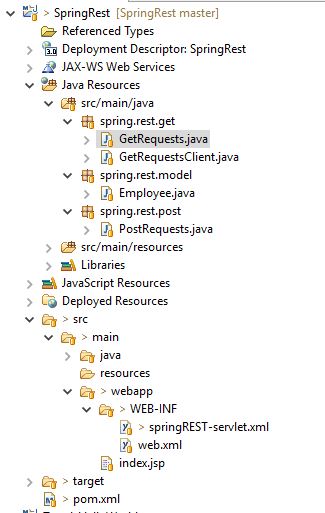 > SpringRest [SpringRest master]
Referenced Types
Deployment Descriptor: SpringRest
JAX-WS Web Services
Java Resources
src/main/java
spring.rest.get
GetRequests.java
GetRequestsClient.java
spring.rest.model
Employee.java
spring.rest.post
PostRequests.java
src/main/resources
Libraries
JavaScript Resources
Deployed Resources
> src
> main
java
resources
> webapp
> WEB-INF
> springREST-servlet.xml
web.xml
index.jsp
> target
> pom.xml